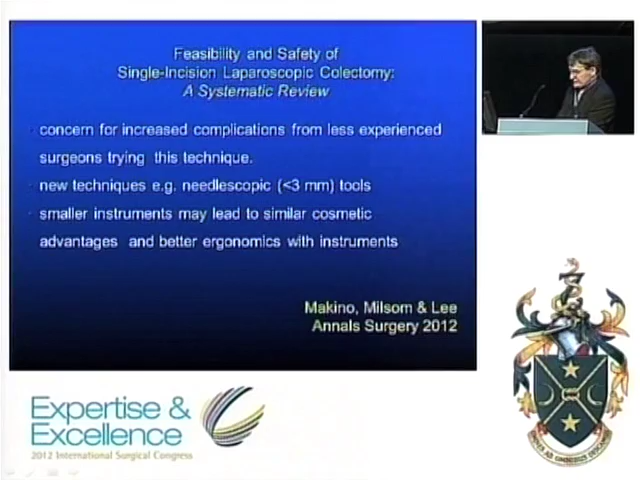 Feasibility and Safety of
Single-Incision Laparoscopic Colectomy:
A Systematic Review
concern for increased complications from less experienced
surgeons trying this technique.
new techniques e.g. needlescopic (<3 mm) tools
smaller instruments may lead to similar cosmetic
advantages and better ergonomics with instruments
Makino, Milsom & Lee
Annals Surgery 2012
Expertise &
Excellence
2012 International Surgical Congress